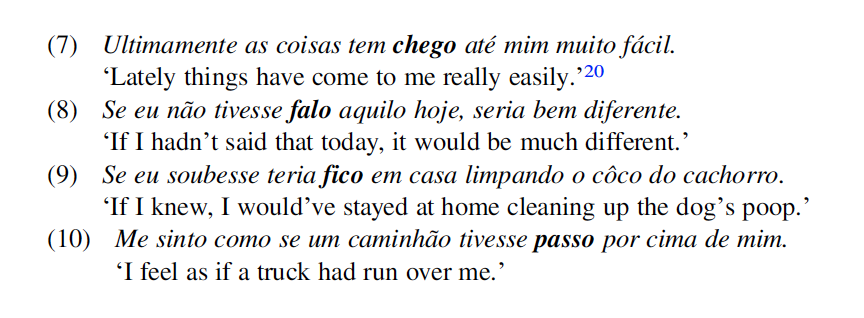 (7) Ultimamente as coisas tem chego até mim muito fácil.
‘Lately things have come to me really easily.’20
(8) Se eu não tivesse falo aquilo hoje, seria bem diferente.
‘If I hadn’t said that today, it would be much different.’
(9) Se eu soubesse teria fico em casa limpando o côco do cachorro.
‘If I knew, I would’ve stayed at home cleaning up the dog’s poop.’
(10) Me sinto como se um caminhão tivesse passo por cima de mim.
‘I feel as if a truck had run over me.’